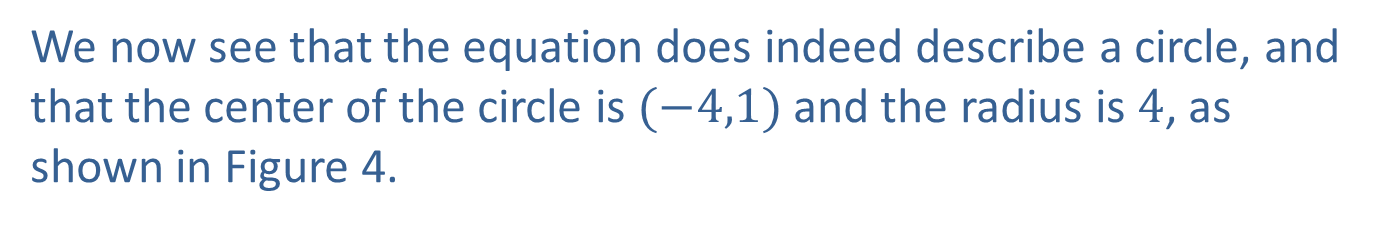 We now see that the equation does indeed describe a circle, and
that the center of the circle is (−4,1) and the radius is 4, as
shown in Figure 4.